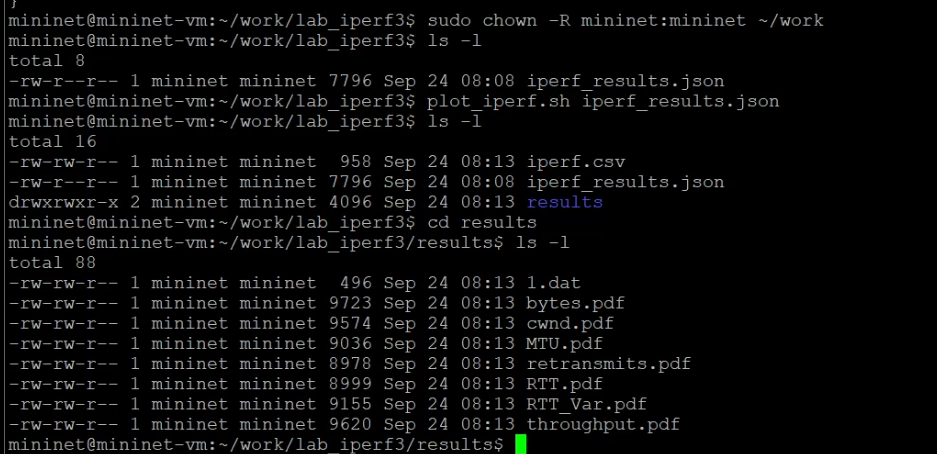 }
mininet@mininet-vm:~/work/lab_iperf3$ sudo chown -R mininet:mininet ~/work
mininet@mininet-vm:~/work/lab_iperf3$ ls -l
total 8
-rw-r--r-- 1 mininet mininet 7796 Sep 24 08:08 iperf_results.json
mininet@mininet-vm:~/work/lab_iperf3$ plot_iperf.sh iperf_results.json
mininet@mininet-vm:~/work/lab_iperf3$ ls -l
total 16
-rw-rw-r-- 1 mininet mininet  958 Sep 24 08:13 iperf.csv
-rw-r--r-- 1 mininet mininet 7796 Sep 24 08:08 iperf_results.json
drwxrwxr-x 2 mininet mininet 4096 Sep 24 08:13 results
mininet@mininet-vm:~/work/lab_iperf3$ cd results
mininet@mininet-vm:~/work/lab_iperf3/results$ ls -l
total 88
-rw-rw-r-- 1 mininet mininet  496 Sep 24 08:13 1.dat
-rw-rw-r-- 1 mininet mininet 9723 Sep 24 08:13 bytes.pdf
-rw-rw-r-- 1 mininet mininet 9574 Sep 24 08:13 cwnd.pdf
-rw-rw-r-- 1 mininet mininet 9036 Sep 24 08:13 MTU.pdf
-rw-rw-r-- 1 mininet mininet 8978 Sep 24 08:13 retransmits.pdf
-rw-rw-r-- 1 mininet mininet 8999 Sep 24 08:13 RTT.pdf
-rw-rw-r-- 1 mininet mininet 9155 Sep 24 08:13 RTT_Var.pdf
-rw-rw-r-- 1 mininet mininet 9620 Sep 24 08:13 throughput.pdf
mininet@mininet-vm:~/work/lab_iperf3/results$